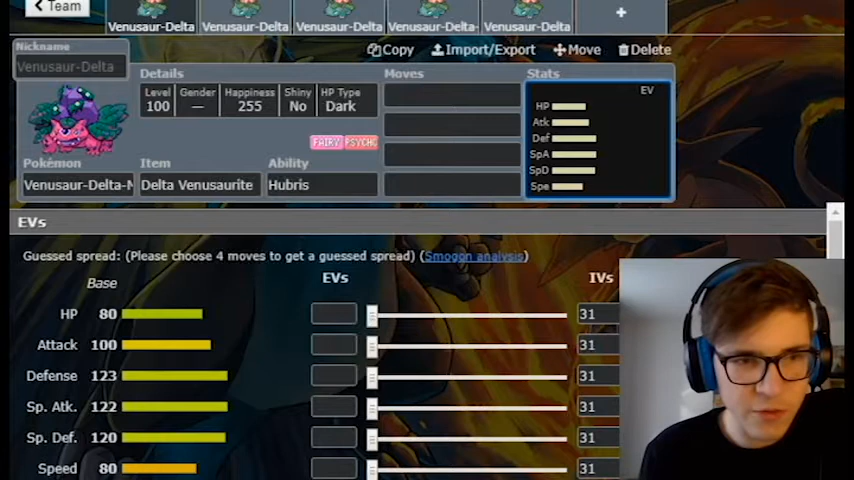 Team
Venusaur-Delta Venusaur-Delta Venusaur-Delta Venusaur-Delta- Venusaur-Delta
+
Copy Import/Export Move Delete
Nickname
Venusaur-Delta
Details
Level Gender Happiness Shiny HP Type
100 — 255 No Dark
FAIRY PSYCHC
Pokémon Item Ability
Venusaur-Delta-M Delta Venusaurite Hubris
Moves
Stats
EV
HP
Atk
Def
SpA
SpD
Spe
EVs
Guessed spread: (Please choose 4 moves to get a guessed spread) (Smogon analysis)
Base EVs IVs
HP 80 31
Attack 100 31
Defense 123 31
Sp. Atk. 122 31
Sp. Def. 120 31
Speed 80 31